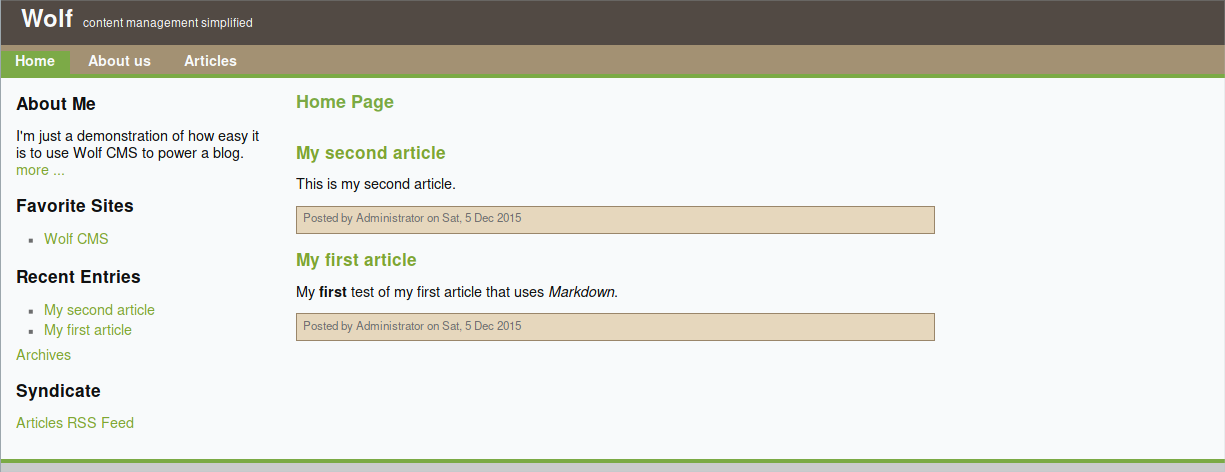 Wolf content management simplified
Home About us Articles
About Me
I'm just a demonstration of how easy it
is to use Wolf CMS to power a blog.
more ...
Favorite Sites
Wolf CMS
Recent Entries
My second article
My first article
Archives
Syndicate
Articles RSS Feed
Home Page
My second article
This is my second article.
Posted by Administrator on Sat, 5 Dec 2015
My first article
My first test of my first article that uses Markdown.
Posted by Administrator on Sat, 5 Dec 2015